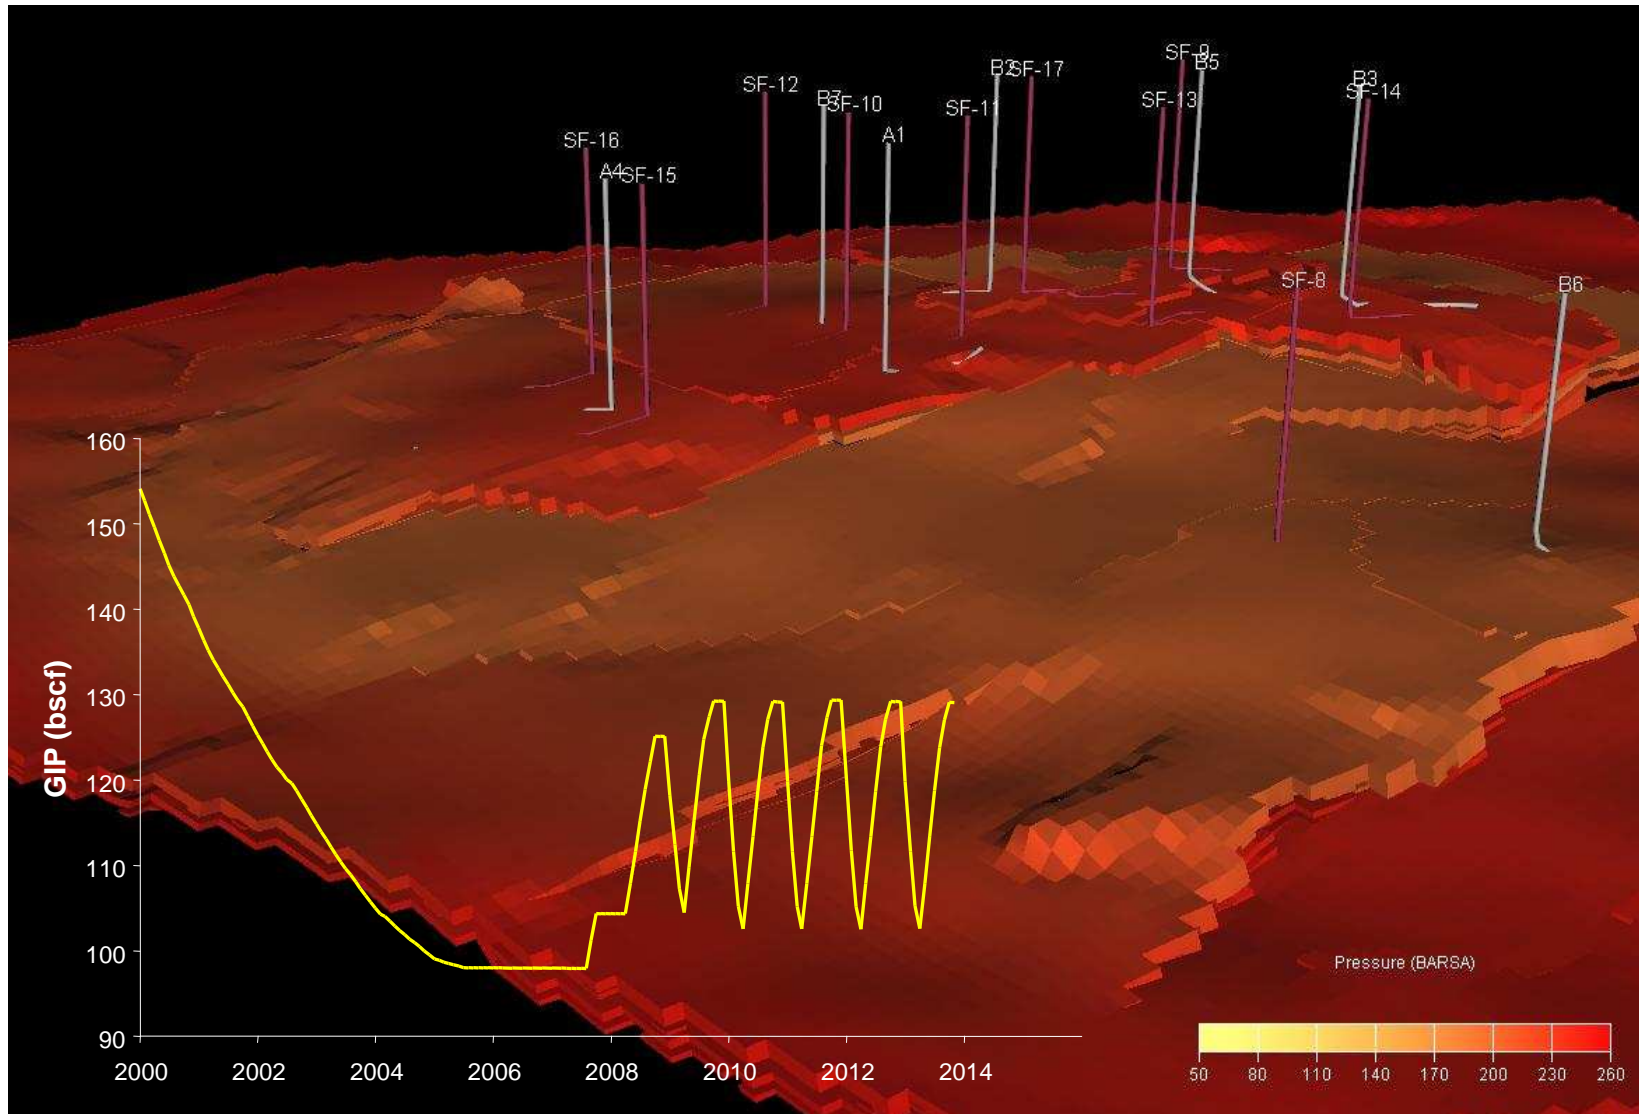 SF-9
B5
B2
SF-17
B3
SF-14
SF-12
B7
SF-10
SF-11
SF-13
A1
SF-16
A4
SF-15
SF-8
B6
160
150
140
130
120
110
100
90
GIP (bscf)
2000 2002 2004 2006 2008 2010 2012 2014
Pressure (BARSA)
50 80 110 140 170 200 230 260